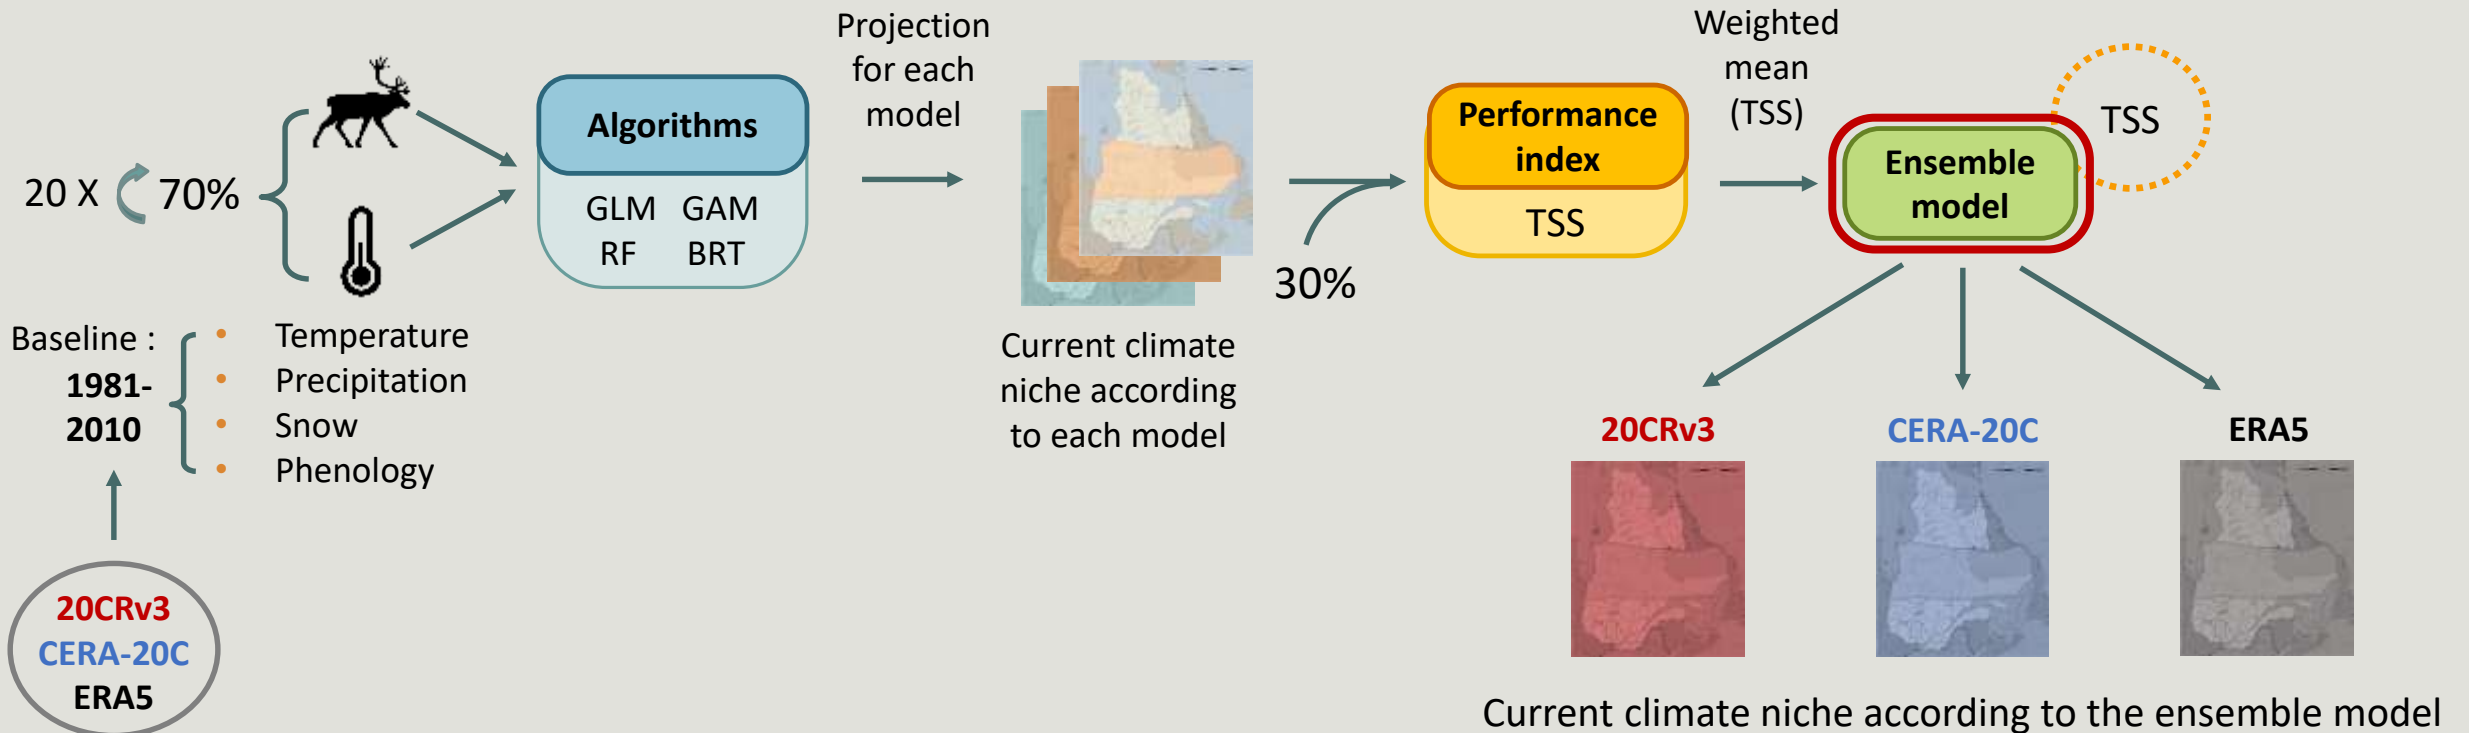 20 X
70%
Baseline :
1981-
2010
Temperature
Precipitation
Snow
Phenology
20CRv3
CERA-20C
ERA5
Algorithms
GLM GAM
RF BRT
Projection
for each
model
Current climate
niche according
to each model
30%
Performance
index
TSS
Weighted
mean
(TSS)
Ensemble
model
TSS
20CRv3
CERA-20C
ERA5
Current climate niche according to the ensemble model